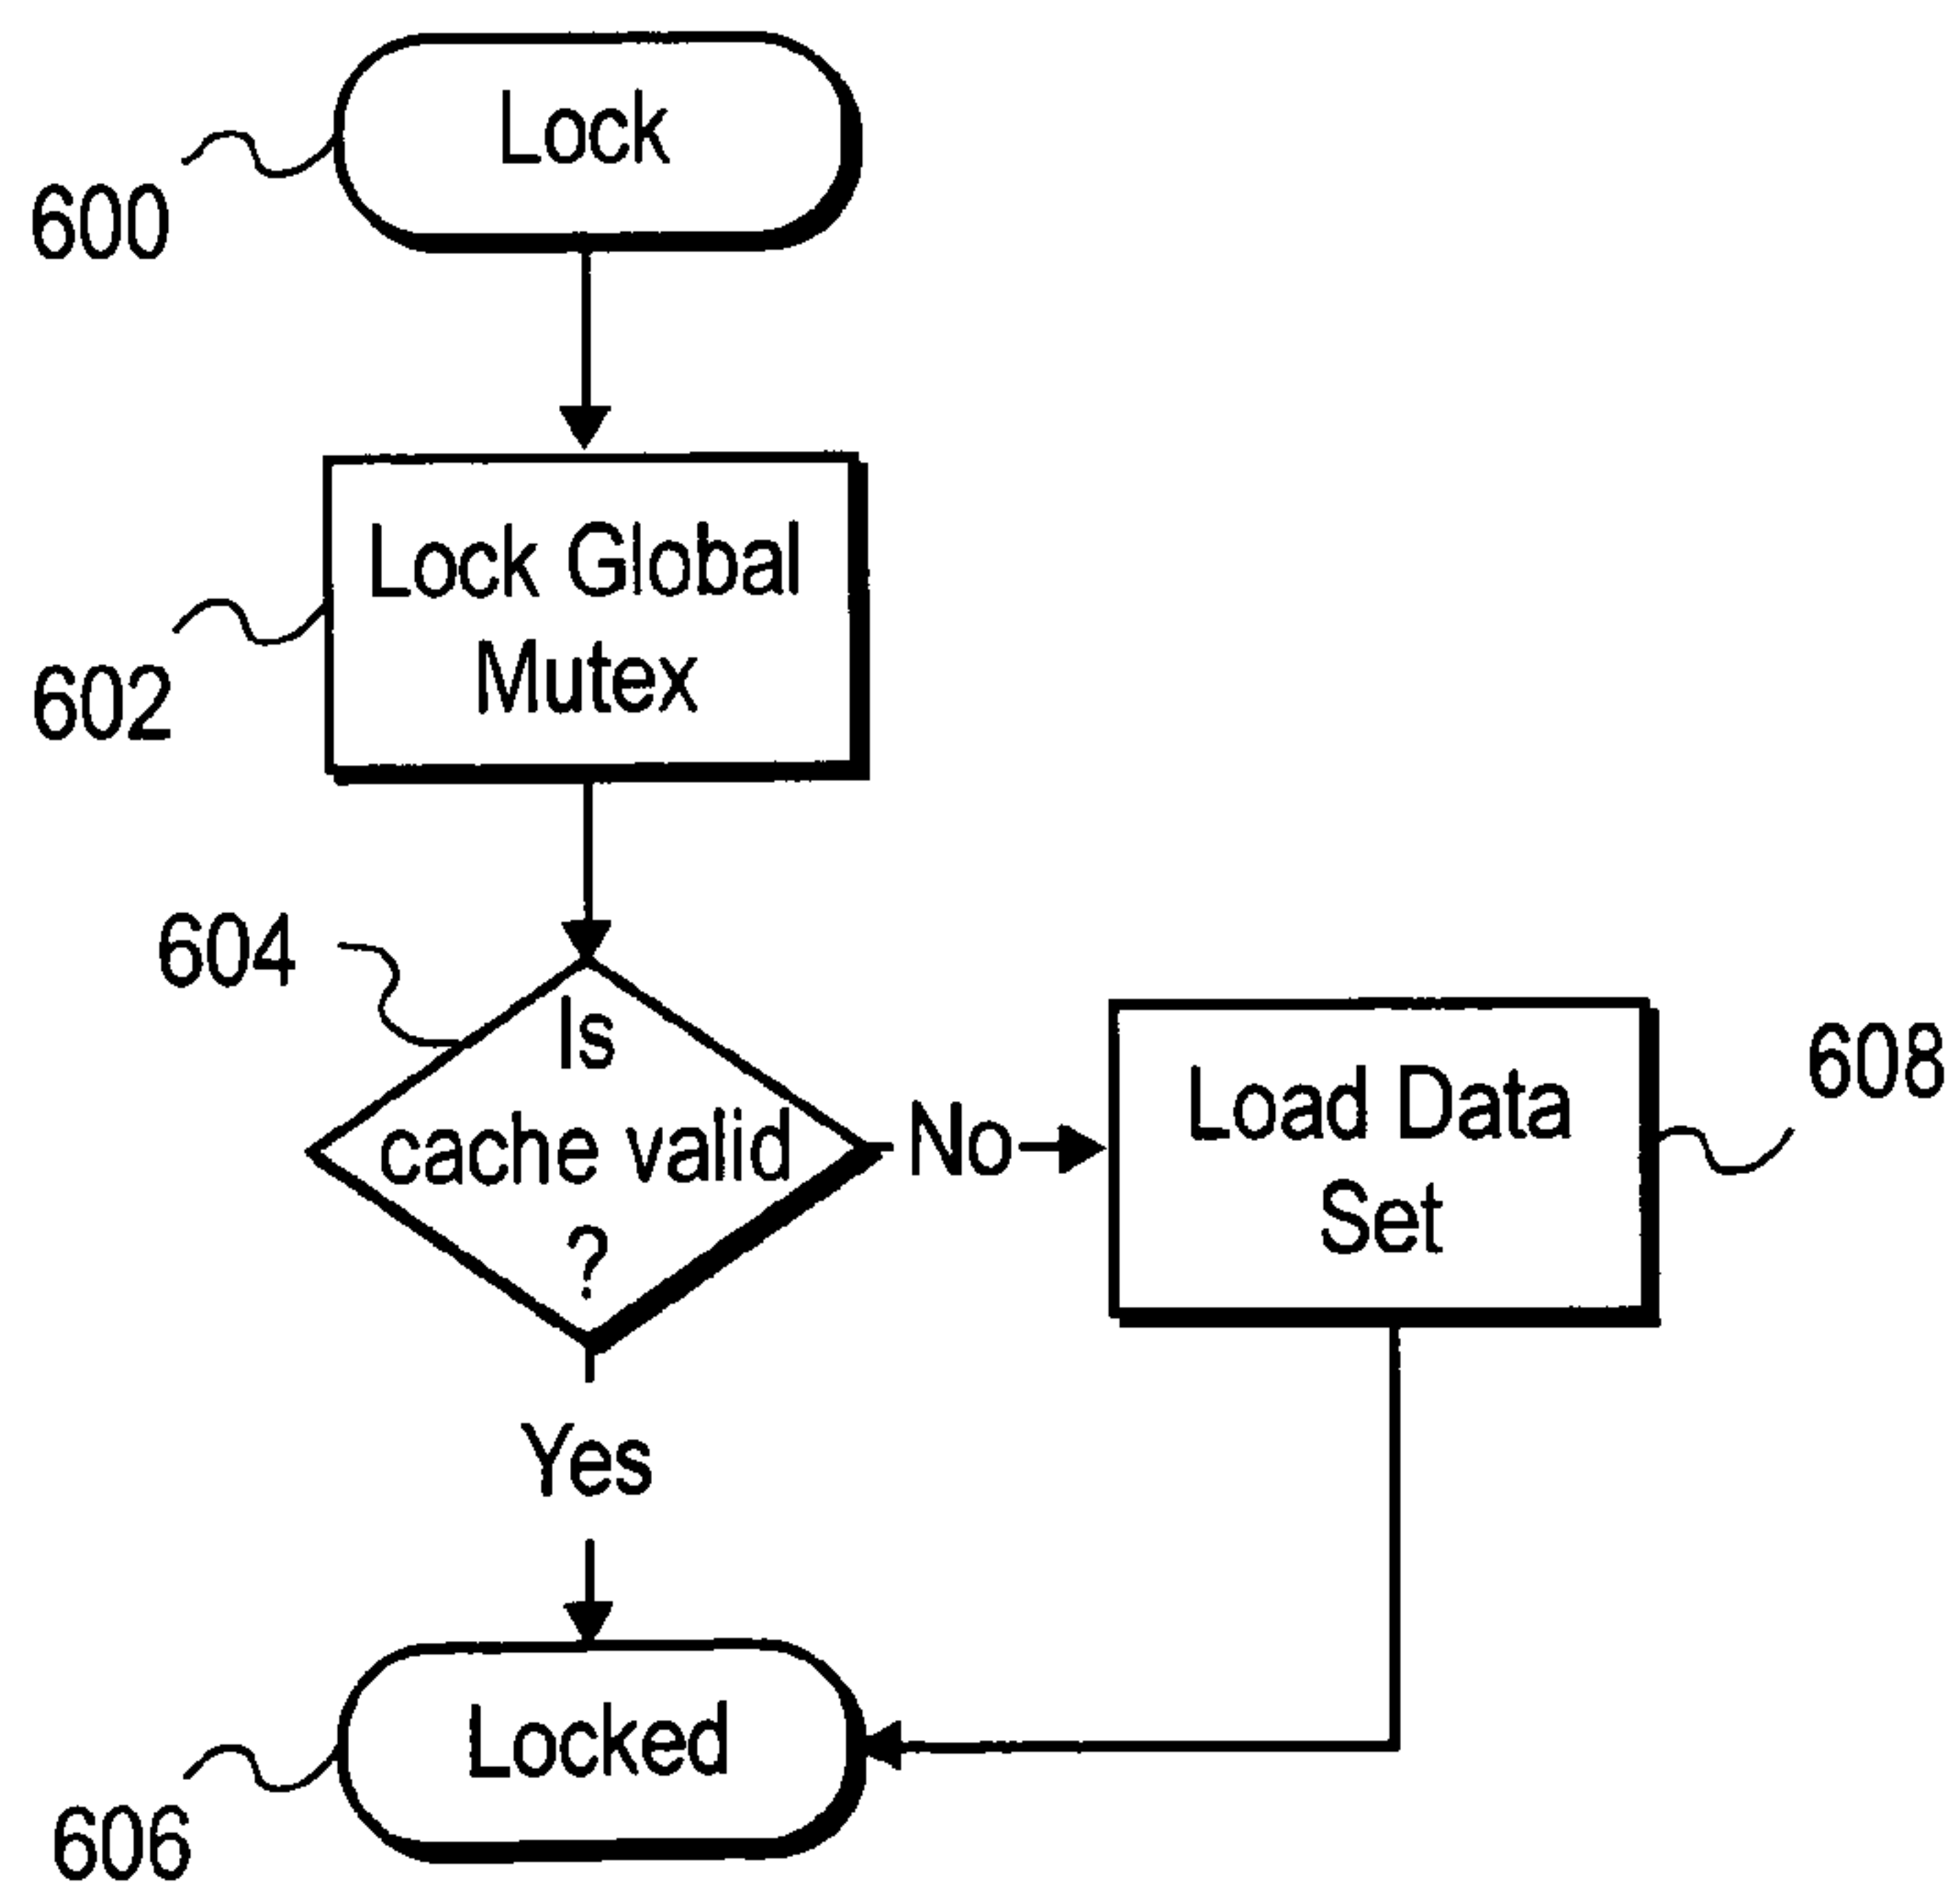 Lock
600
Lock Global
Mutex
602
604
Is
cache valid
?
No
Load Data
Set
608
Yes
Locked
606